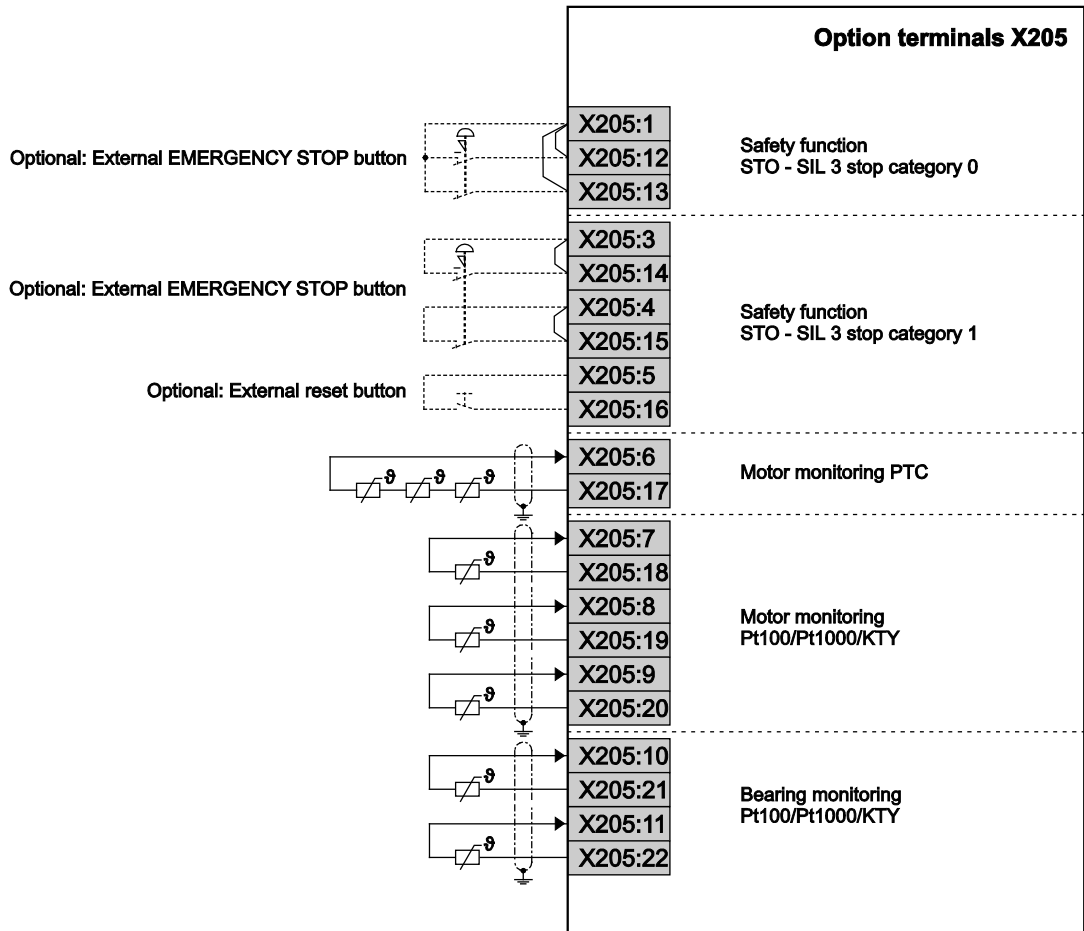 Option terminals X205
Optional: External EMERGENCY STOP button
X205:1
X205:12
X205:13
Safety function
STO - SIL 3 stop category 0
Optional: External EMERGENCY STOP button
Optional: External reset button
X205:3
X205:14
X205:4
X205:15
X205:5
X205:16
Safety function
STO - SIL 3 stop category 1
ϑ ϑ ϑ
X205:6
X205:17
Motor monitoring PTC
X205:7
ϑ
X205:18
X205:8
ϑ
X205:19
X205:9
ϑ
X205:20
Motor monitoring
Pt100/Pt1000/KTY
X205:10
ϑ
X205:21
X205:11
ϑ
X205:22
Bearing monitoring
Pt100/Pt1000/KTY